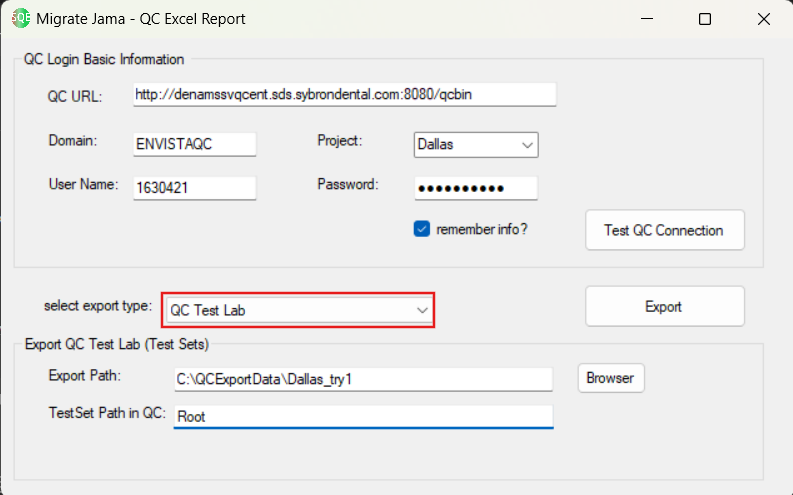 SQE Migrate Jama - QC Excel Report
QC Login Basic Information
QC URL: http://denamssvqcent.sds.sybrondental.com:8080/qcbin
Domain: ENVISTAQC Project: Dallas
User Name: 1630421 Password: ●●●●●●●●●●
remember info? Test QC Connection
select export type: QC Test Lab Export
Export QC Test Lab (Test Sets)
Export Path: C:\QCExportData\Dallas_try1 Browser
TestSet Path in QC: Root